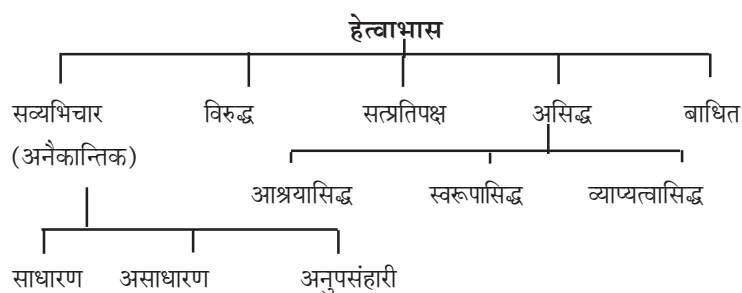 हेत्वाभास
सव्यभिचार विरुद्ध सत्प्रतिपक्ष असिद्ध बाधित
(अनैकान्तिक)
आश्रयासिद्ध स्वरूपासिद्ध व्याप्यत्वासिद्ध
साधारण असाधारण अनुपसंहारी